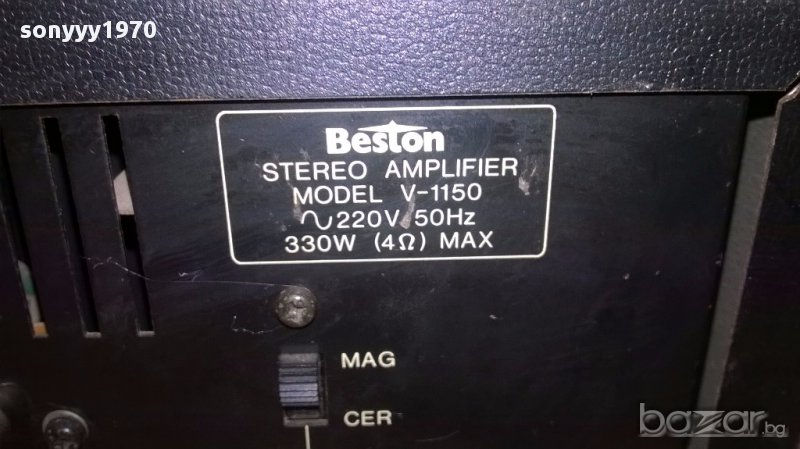 sonyyy1970
Beston
STEREO AMPLIFIER
MODEL V-1150
∿220V/50Hz
330W (4Ω) MAX
MAG
CER
bazar.bg